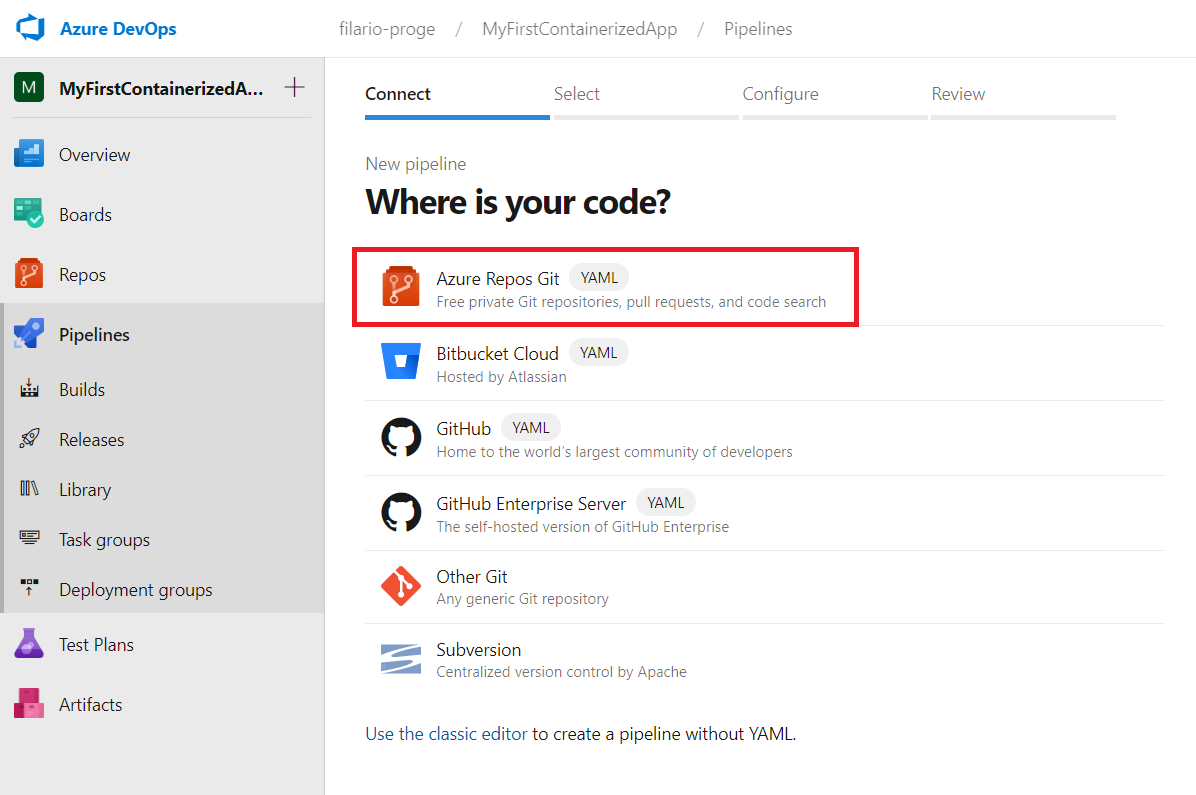 Azure DevOps
filario-proge / MyFirstContainerizedApp / Pipelines
M MyFirstContainerizedA... +
Overview
Boards
Repos
Pipelines
Builds
Releases
Library
Task groups
Deployment groups
Test Plans
Artifacts
Connect Select Configure Review
New pipeline
Where is your code?
Azure Repos Git YAML
Free private Git repositories, pull requests, and code search
Bitbucket Cloud YAML
Hosted by Atlassian
GitHub YAML
Home to the world's largest community of developers
GitHub Enterprise Server YAML
The self-hosted version of GitHub Enterprise
Other Git
Any generic Git repository
Subversion
Centralized version control by Apache
Use the classic editor to create a pipeline without YAML.